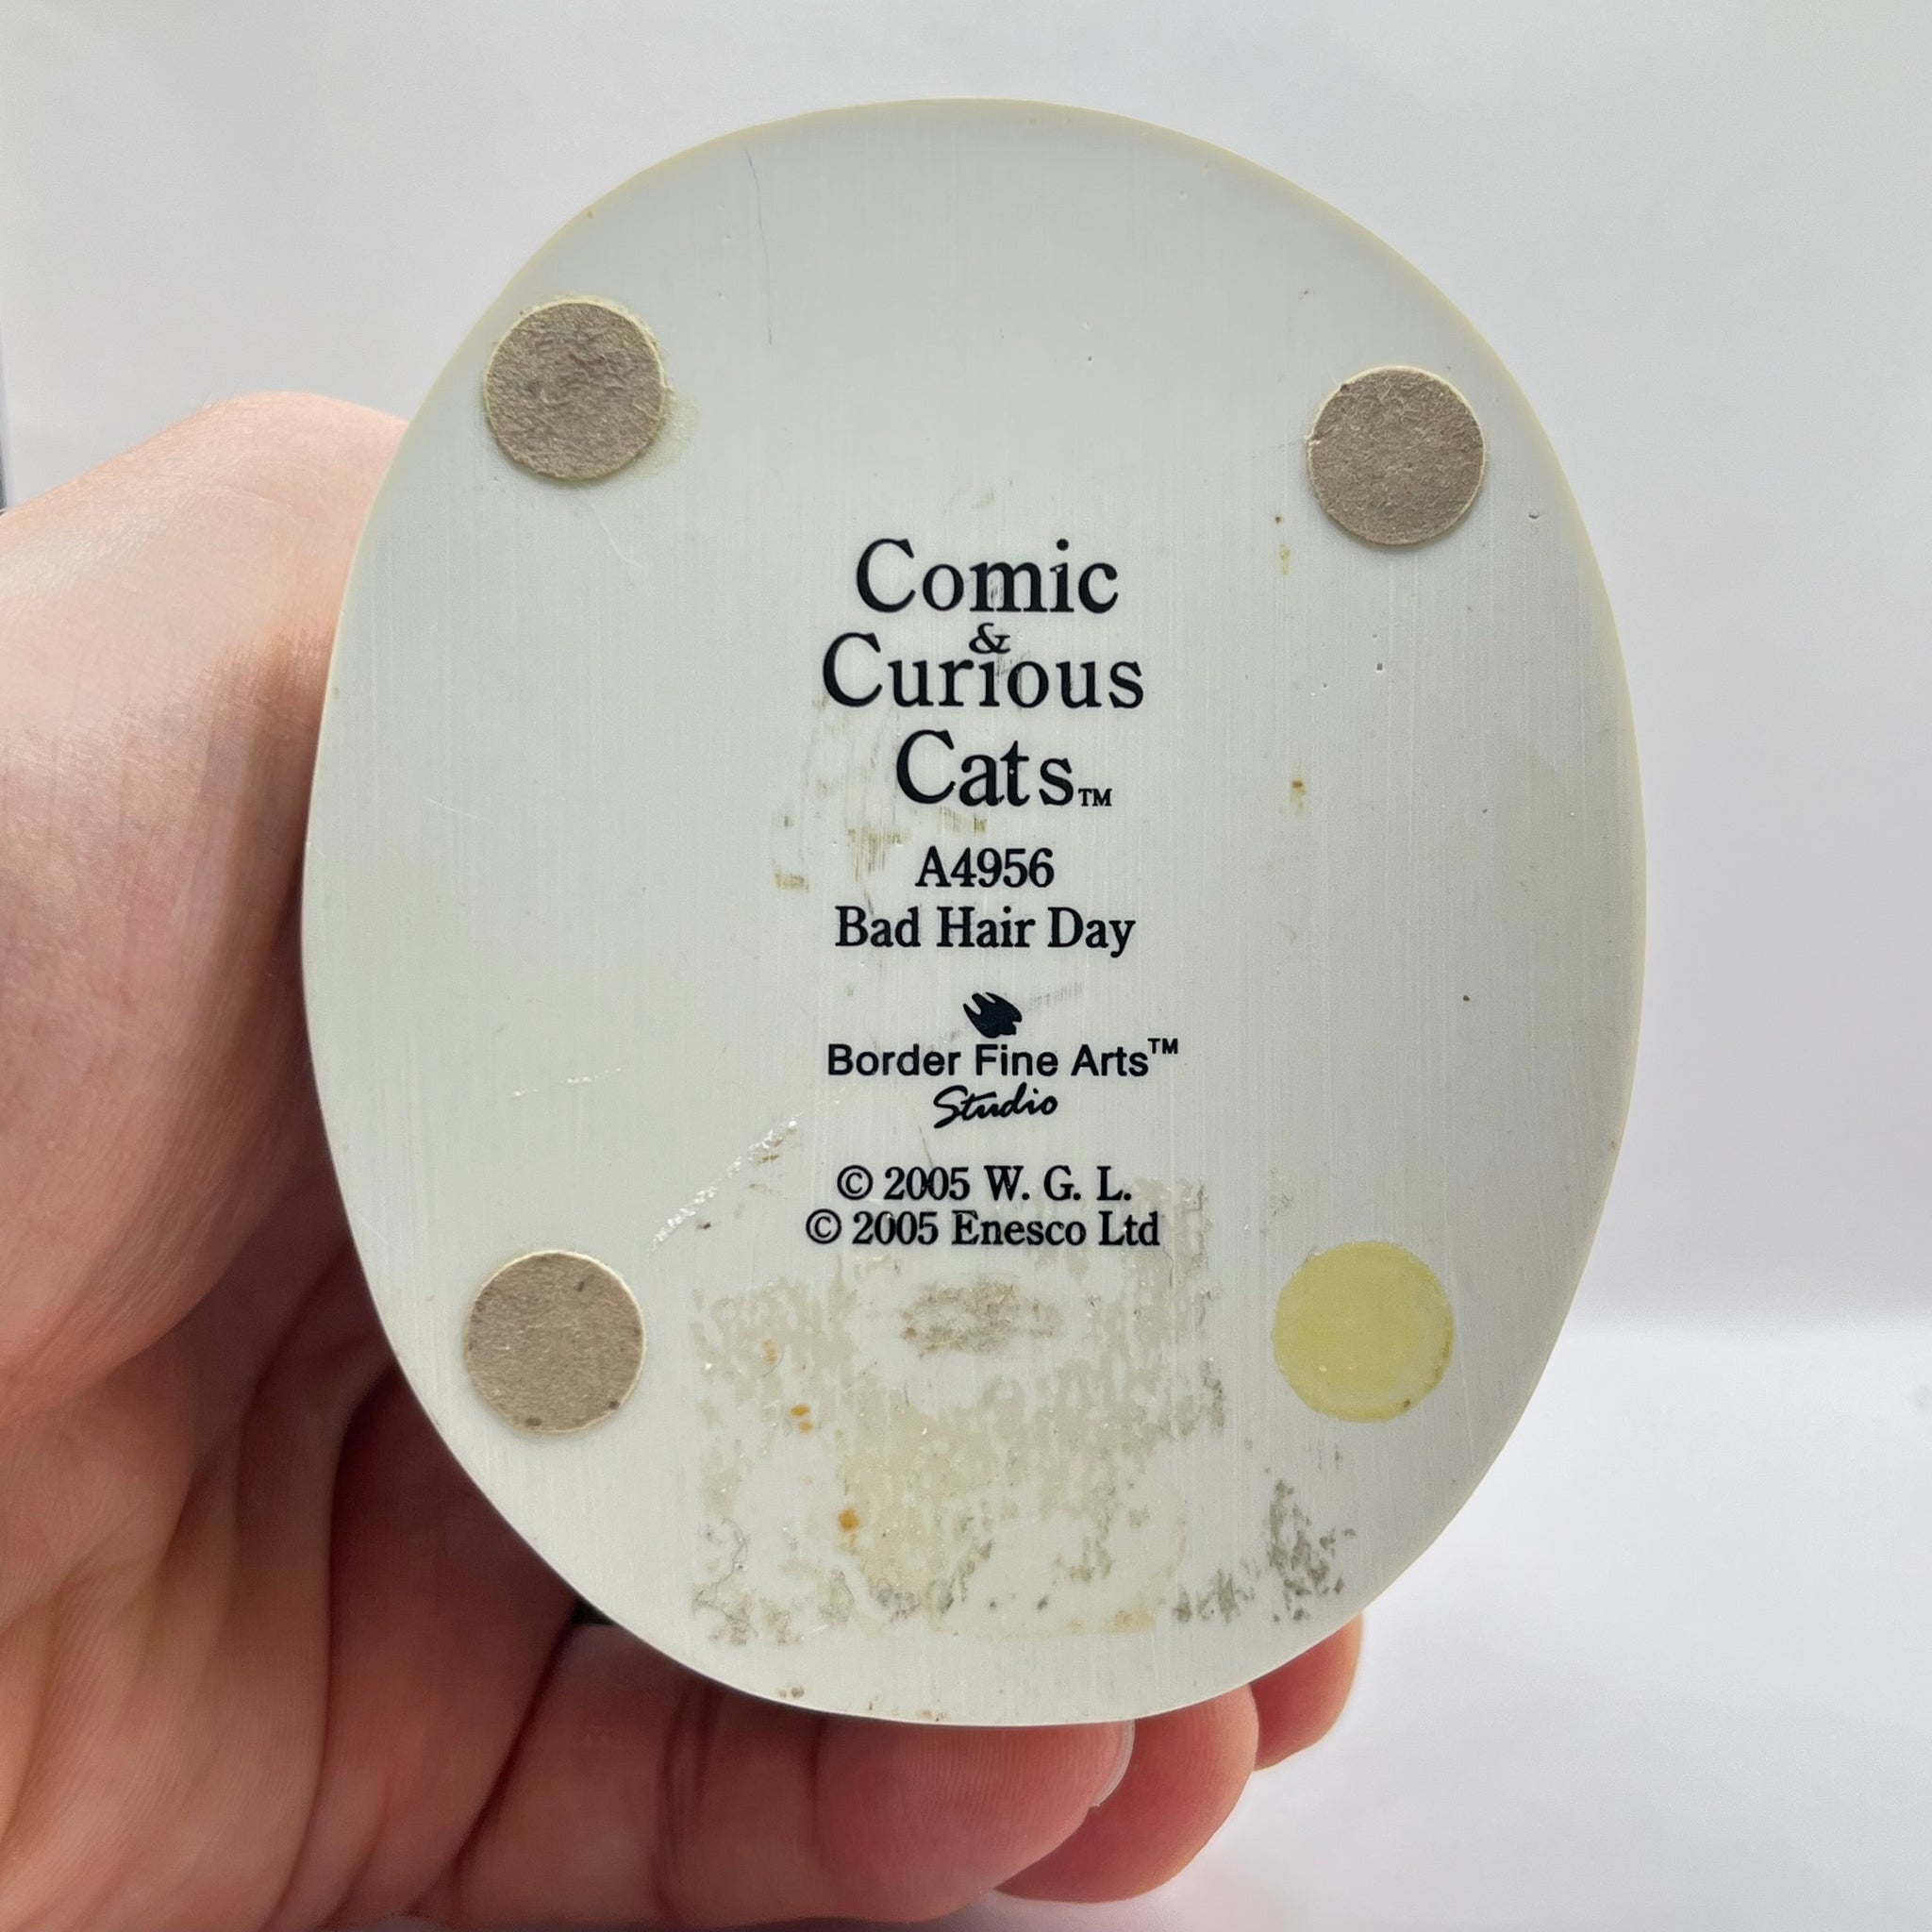 Comic
&
Curious
Cats™
A4956
Bad Hair Day
Border Fine Arts™
Studio
© 2005 W. G. L.
© 2005 Enesco Ltd